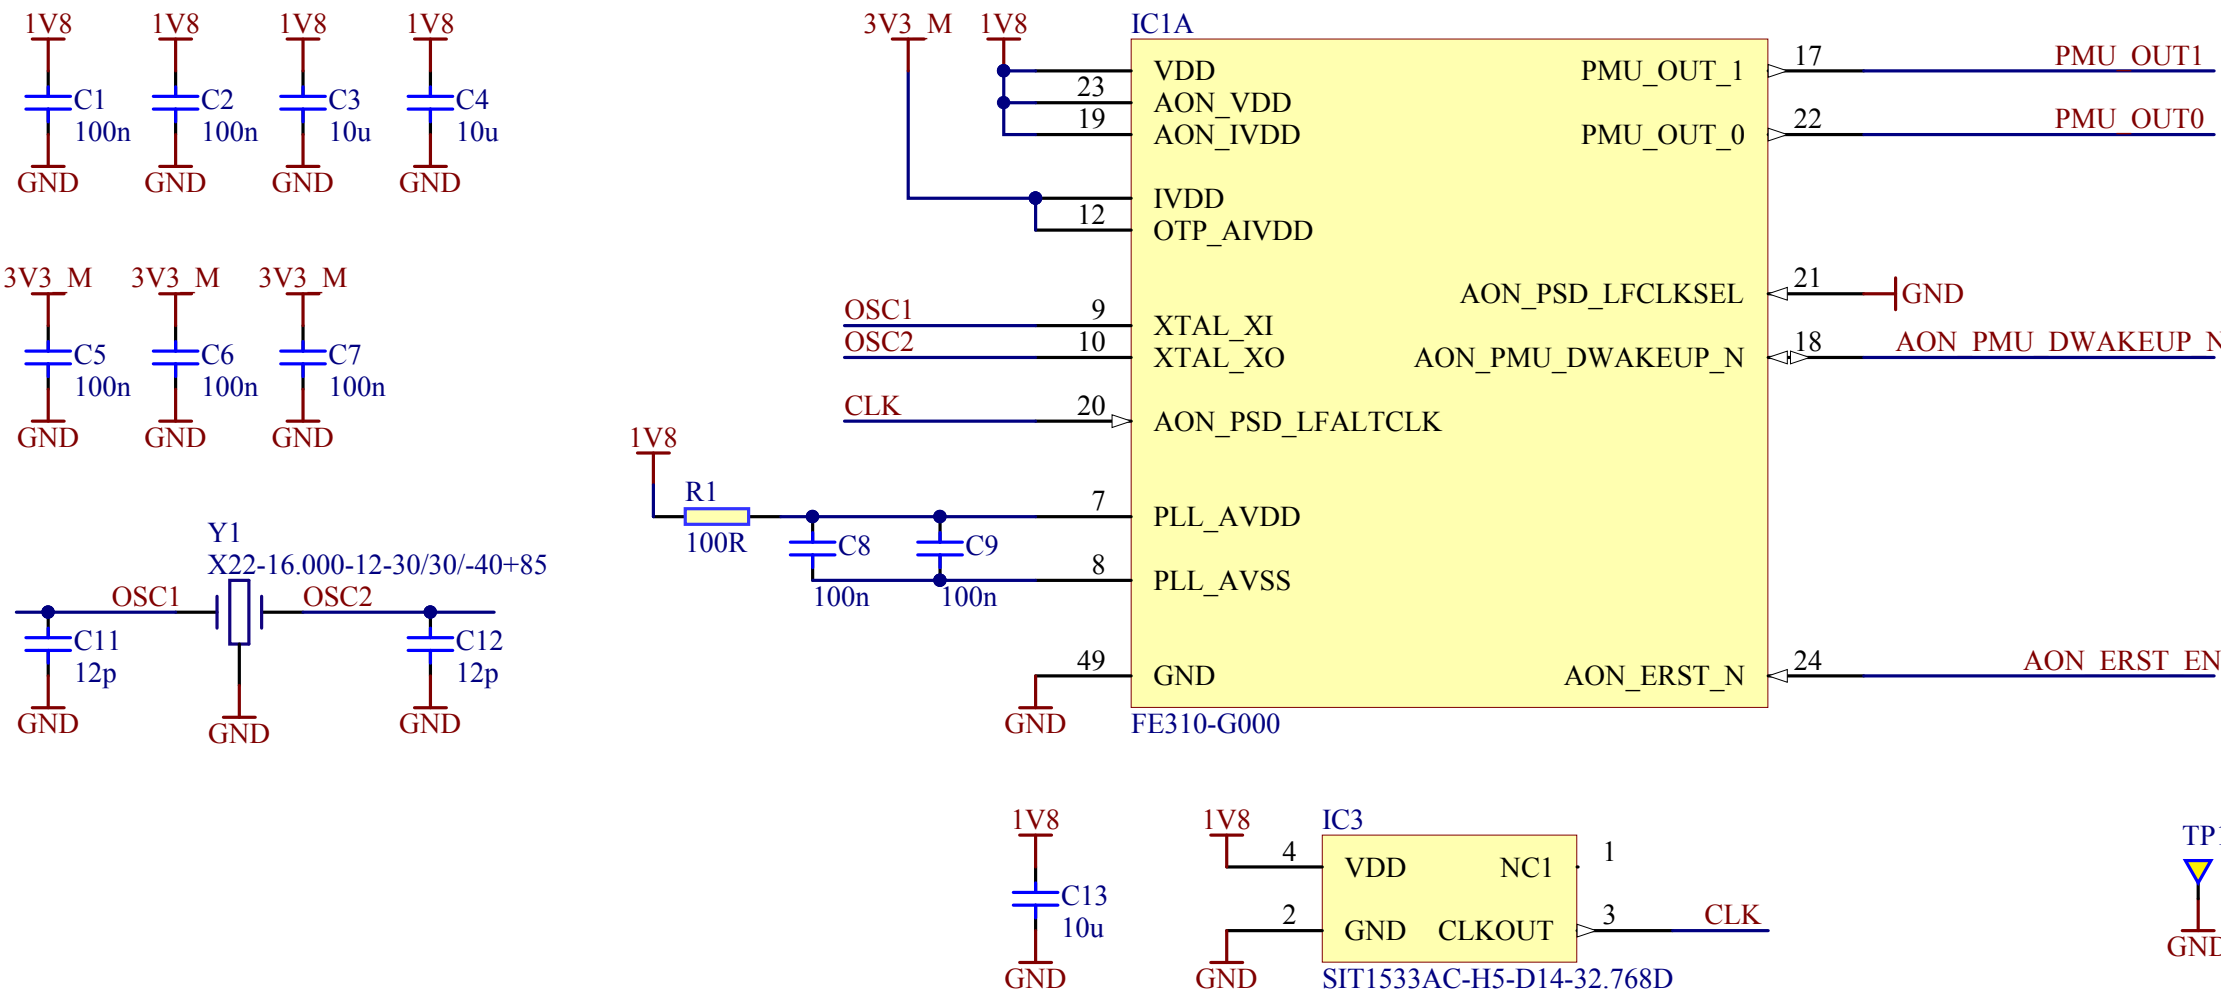 1V8 1V8 1V8 1V8
C1 C2 C3 C4
100n 100n 10u 10u
GND GND GND GND
3V3_M 3V3_M 3V3_M
C5 C6 C7
100n 100n 100n
GND GND GND
Y1
X22-16.000-12-30/30/-40+85
OSC1 OSC2
C11 C12
12p 12p
GND GND GND
3V3_M 1V8 IC1A
VDD
23 AON_VDD
19 AON_IVDD
IVDD
12 OTP_AIVDD
OSC1 9 XTAL_XI
OSC2 10 XTAL_XO
CLK 20 AON_PSD_LFALTCLK
1V8
R1
100R
C8 C9
100n 100n
7 PLL_AVDD
8 PLL_AVSS
49 GND
GND
FE310-G000
PMU_OUT_1 17 PMU_OUT1
PMU_OUT_0 22 PMU_OUT0
AON_PSD_LFCLKSEL 21 GND
AON_PMU_DWAKEUP_N 18 AON_PMU_DWAKEUP_N
AON_ERST_N 24 AON_ERST_EN
1V8
C13
10u
GND
1V8 IC3
4 VDD NC1 1
2 GND CLKOUT 3 CLK
GND
SIT1533AC-H5-D14-32.768D
TP1
GND